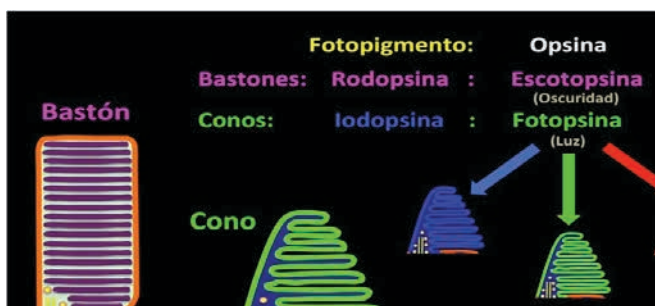 Fotopigmento: Opsina
Bastones: Rodopsina : Escotopsina
(Oscuridad)
Conos: Iodopsina : Fotopsina
(Luz)
Bastón
Cono